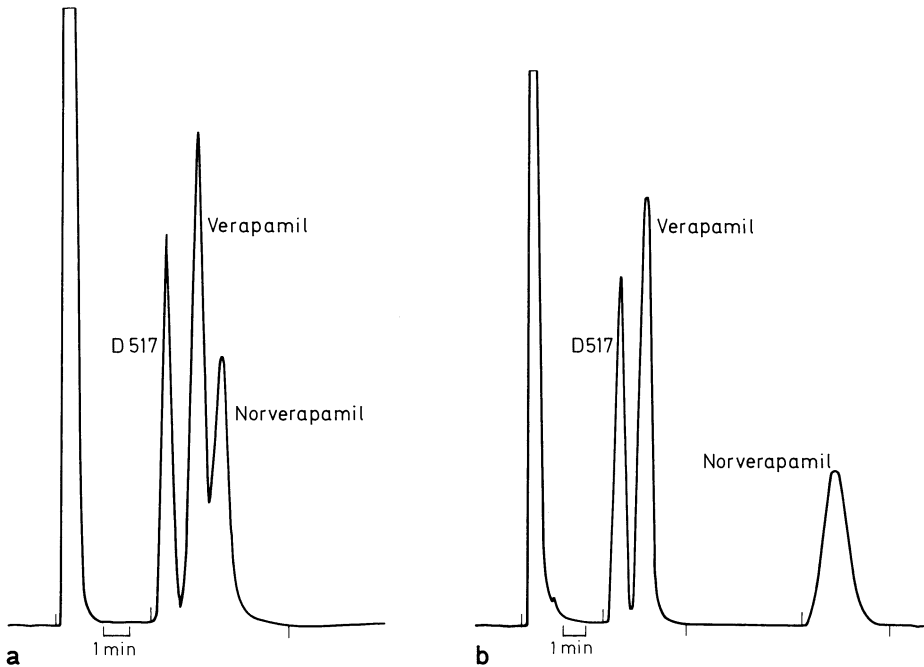 Verapamil
D 517
Norverapamil
1 min
a
Verapamil
D517
Norverapamil
1 min
b